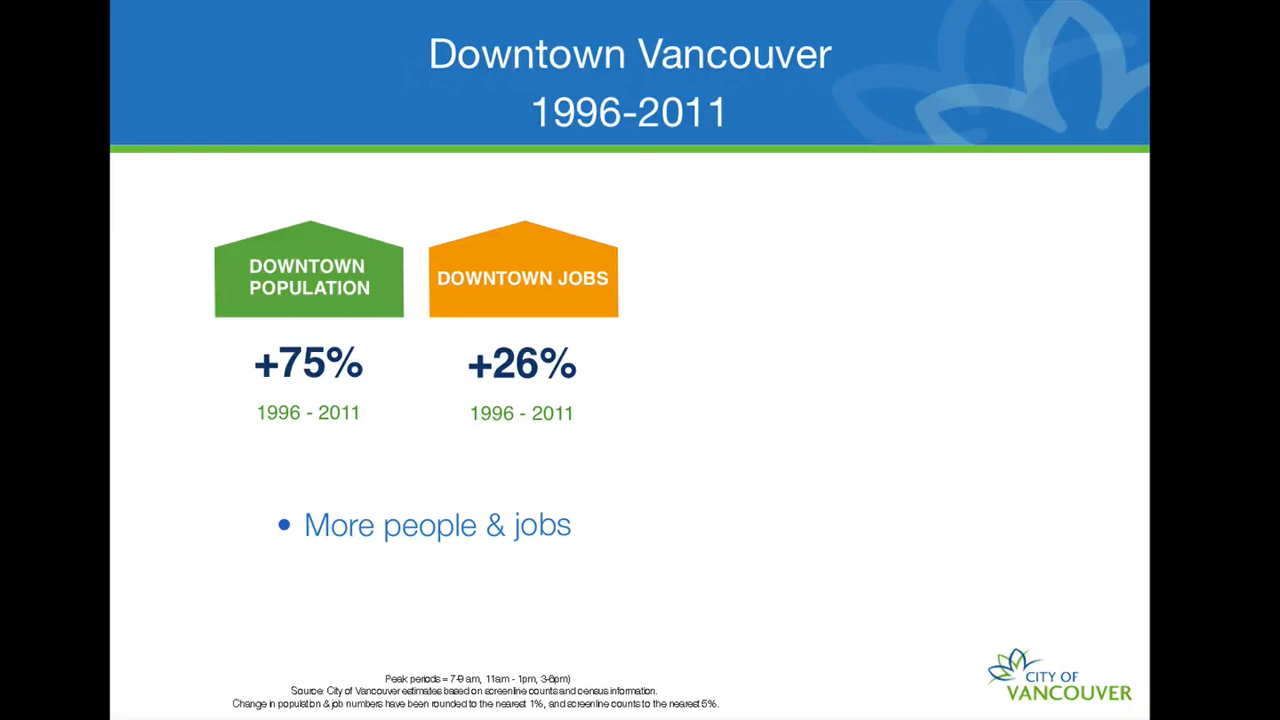 Downtown Vancouver
1996-2011
DOWNTOWN
POPULATION
DOWNTOWN JOBS
+75%
+26%
1996 - 2011
1996 - 2011
• More people & jobs
Peak periods = 7-9 am, 11am - 1pm, 3-6pm)
Source: City of Vancouver estimates based on screenline counts and census information.
Change in population & job numbers have been rounded to the nearest 1%, and screenline counts to the nearest 5%.
CITY OF
VANCOUVER